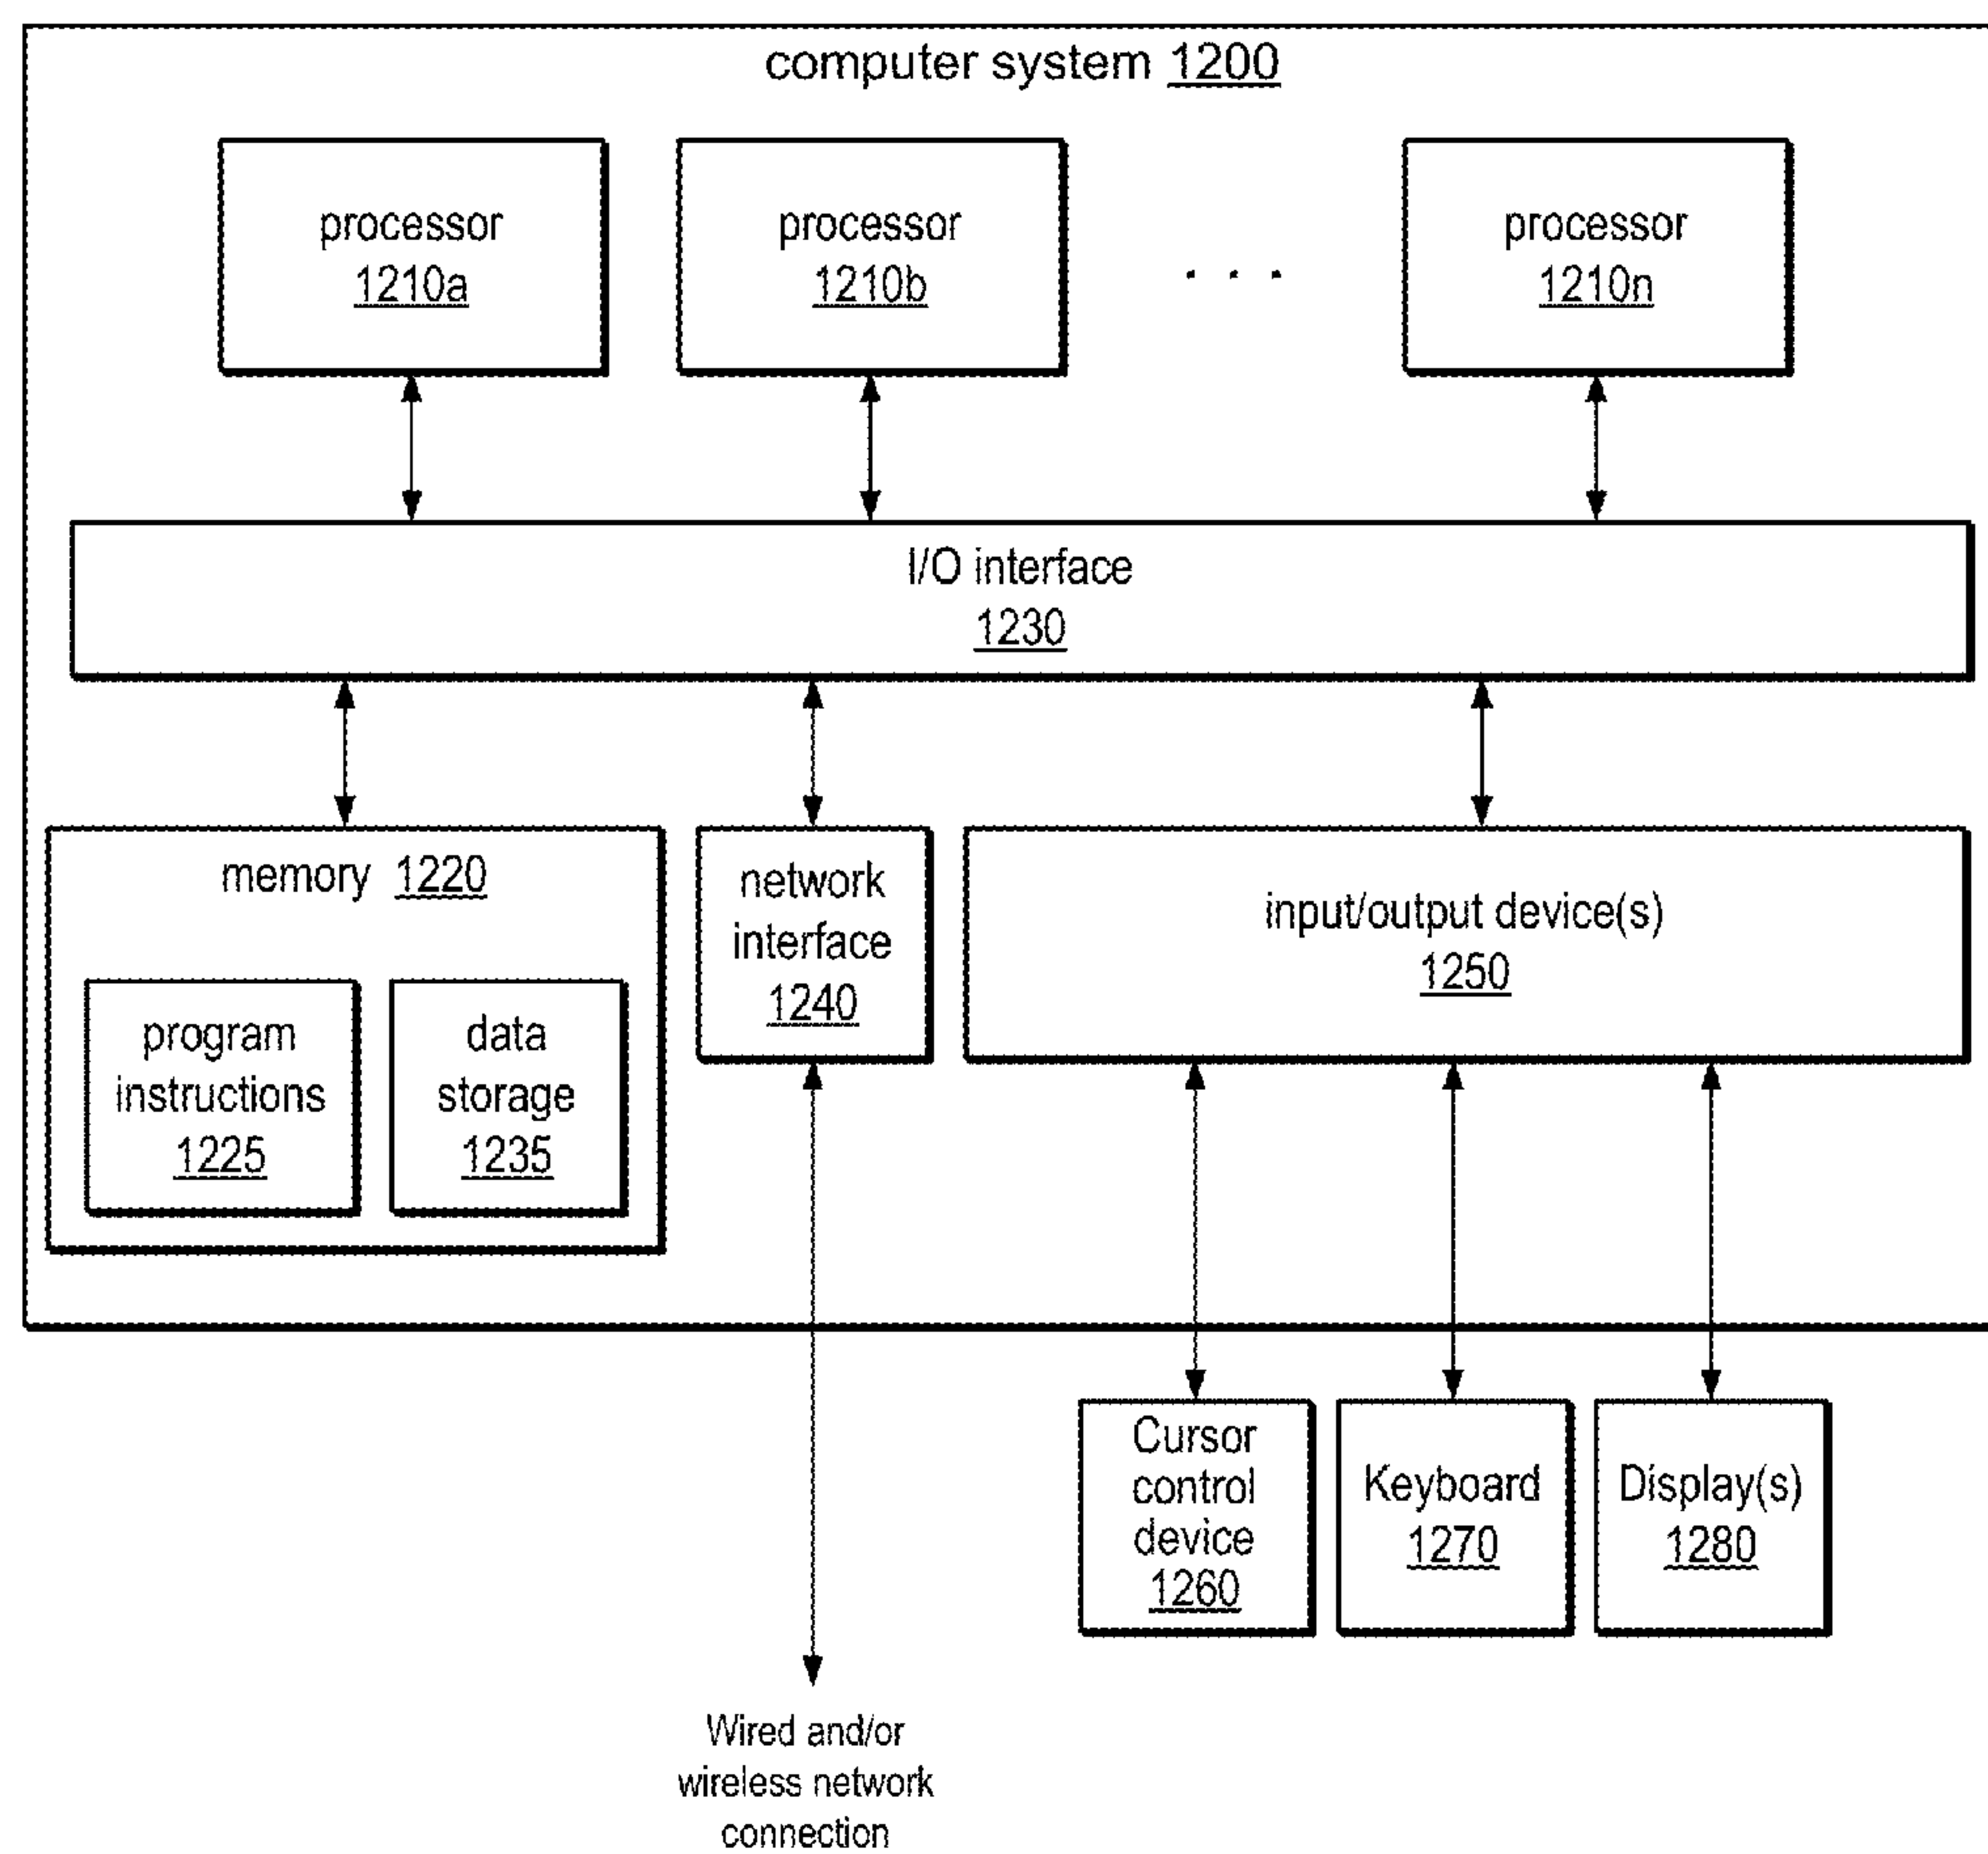 computer system 1200
processor
1210a
processor
1210b
. . .
processor
1210n
I/O interface
1230
memory 1220
program
instructions
1225
data
storage
1235
network
interface
1240
input/output device(s)
1250
Cursor
control
device
1260
Keyboard
1270
Display(s)
1280
Wired and/or
wireless network
connection